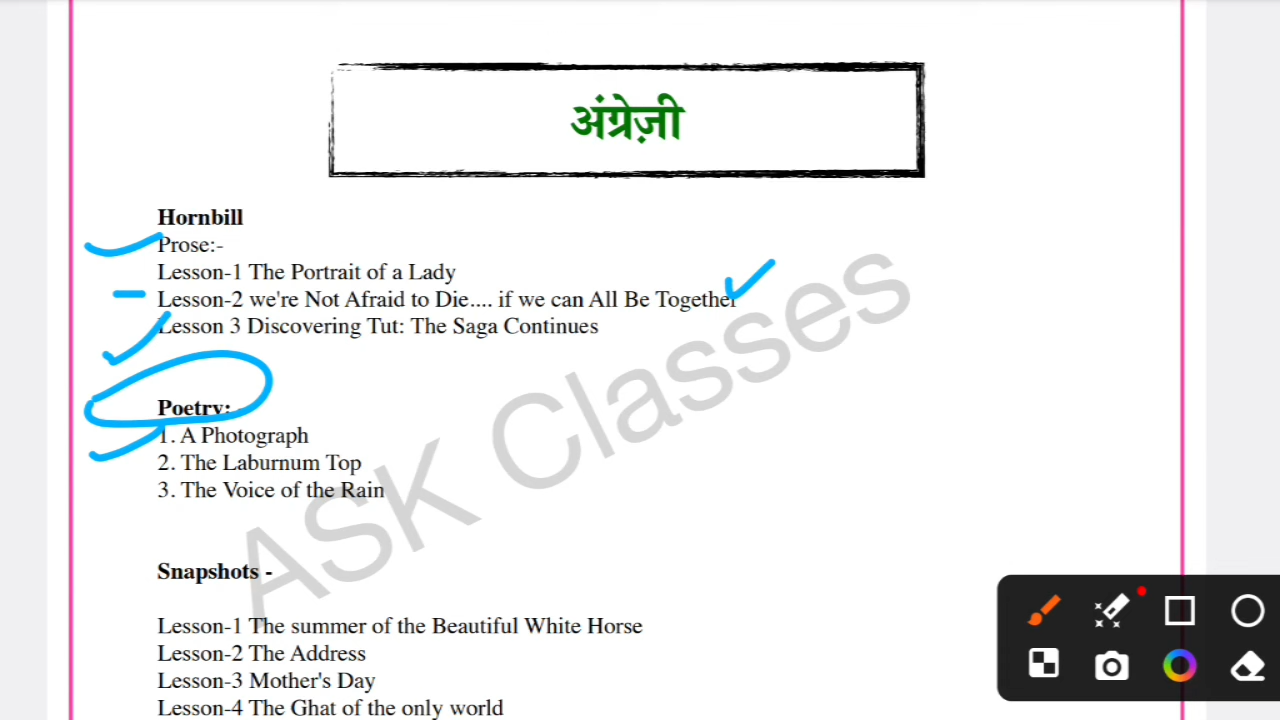 अंग्रेज़ी
Hornbill
Prose:-
Lesson-1 The Portrait of a Lady
Lesson-2 we're Not Afraid to Die.... if we can All Be Together
Lesson 3 Discovering Tut: The Saga Continues
Poetry: -
1. A Photograph
2. The Laburnum Top
3. The Voice of the Rain
ASK Classes
Snapshots -
Lesson-1 The summer of the Beautiful White Horse
Lesson-2 The Address
Lesson-3 Mother's Day
Lesson-4 The Ghat of the only world